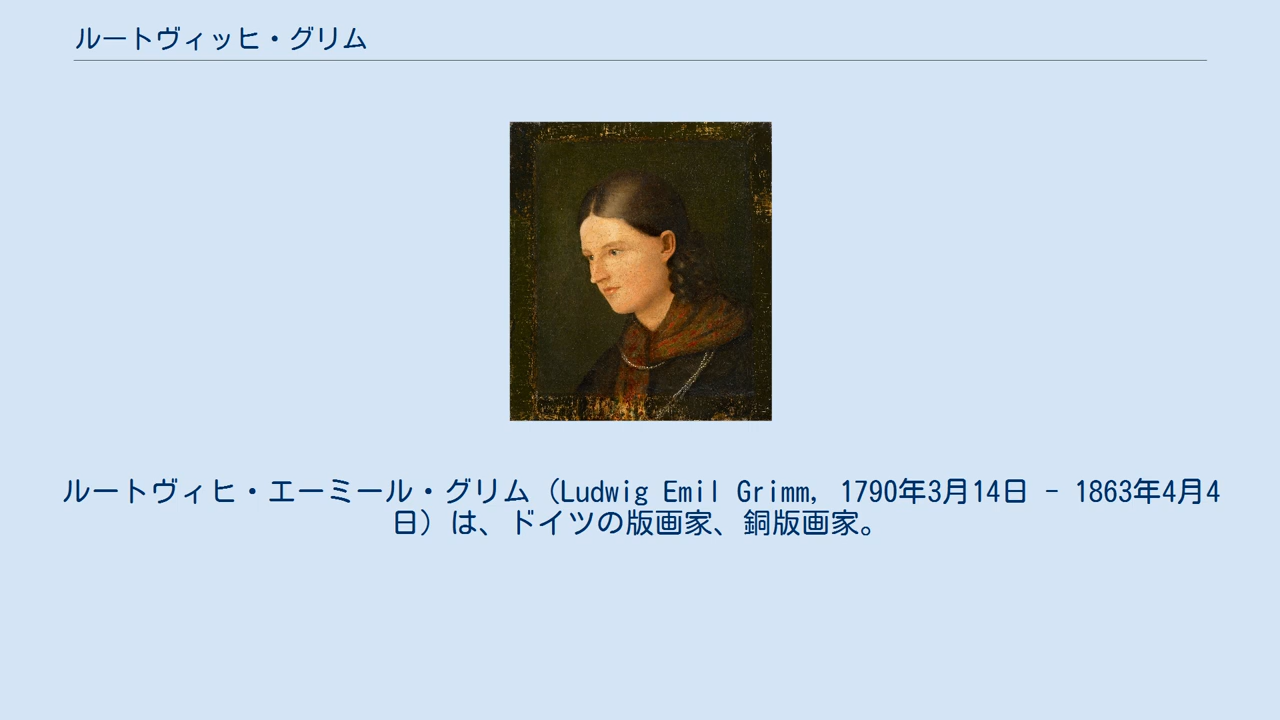 ルートヴィッヒ・グリム
ルートヴィヒ・エーミール・グリム（Ludwig Emil Grimm, 1790年3月14日 - 1863年4月4
日）は、ドイツの版画家、銅版画家。